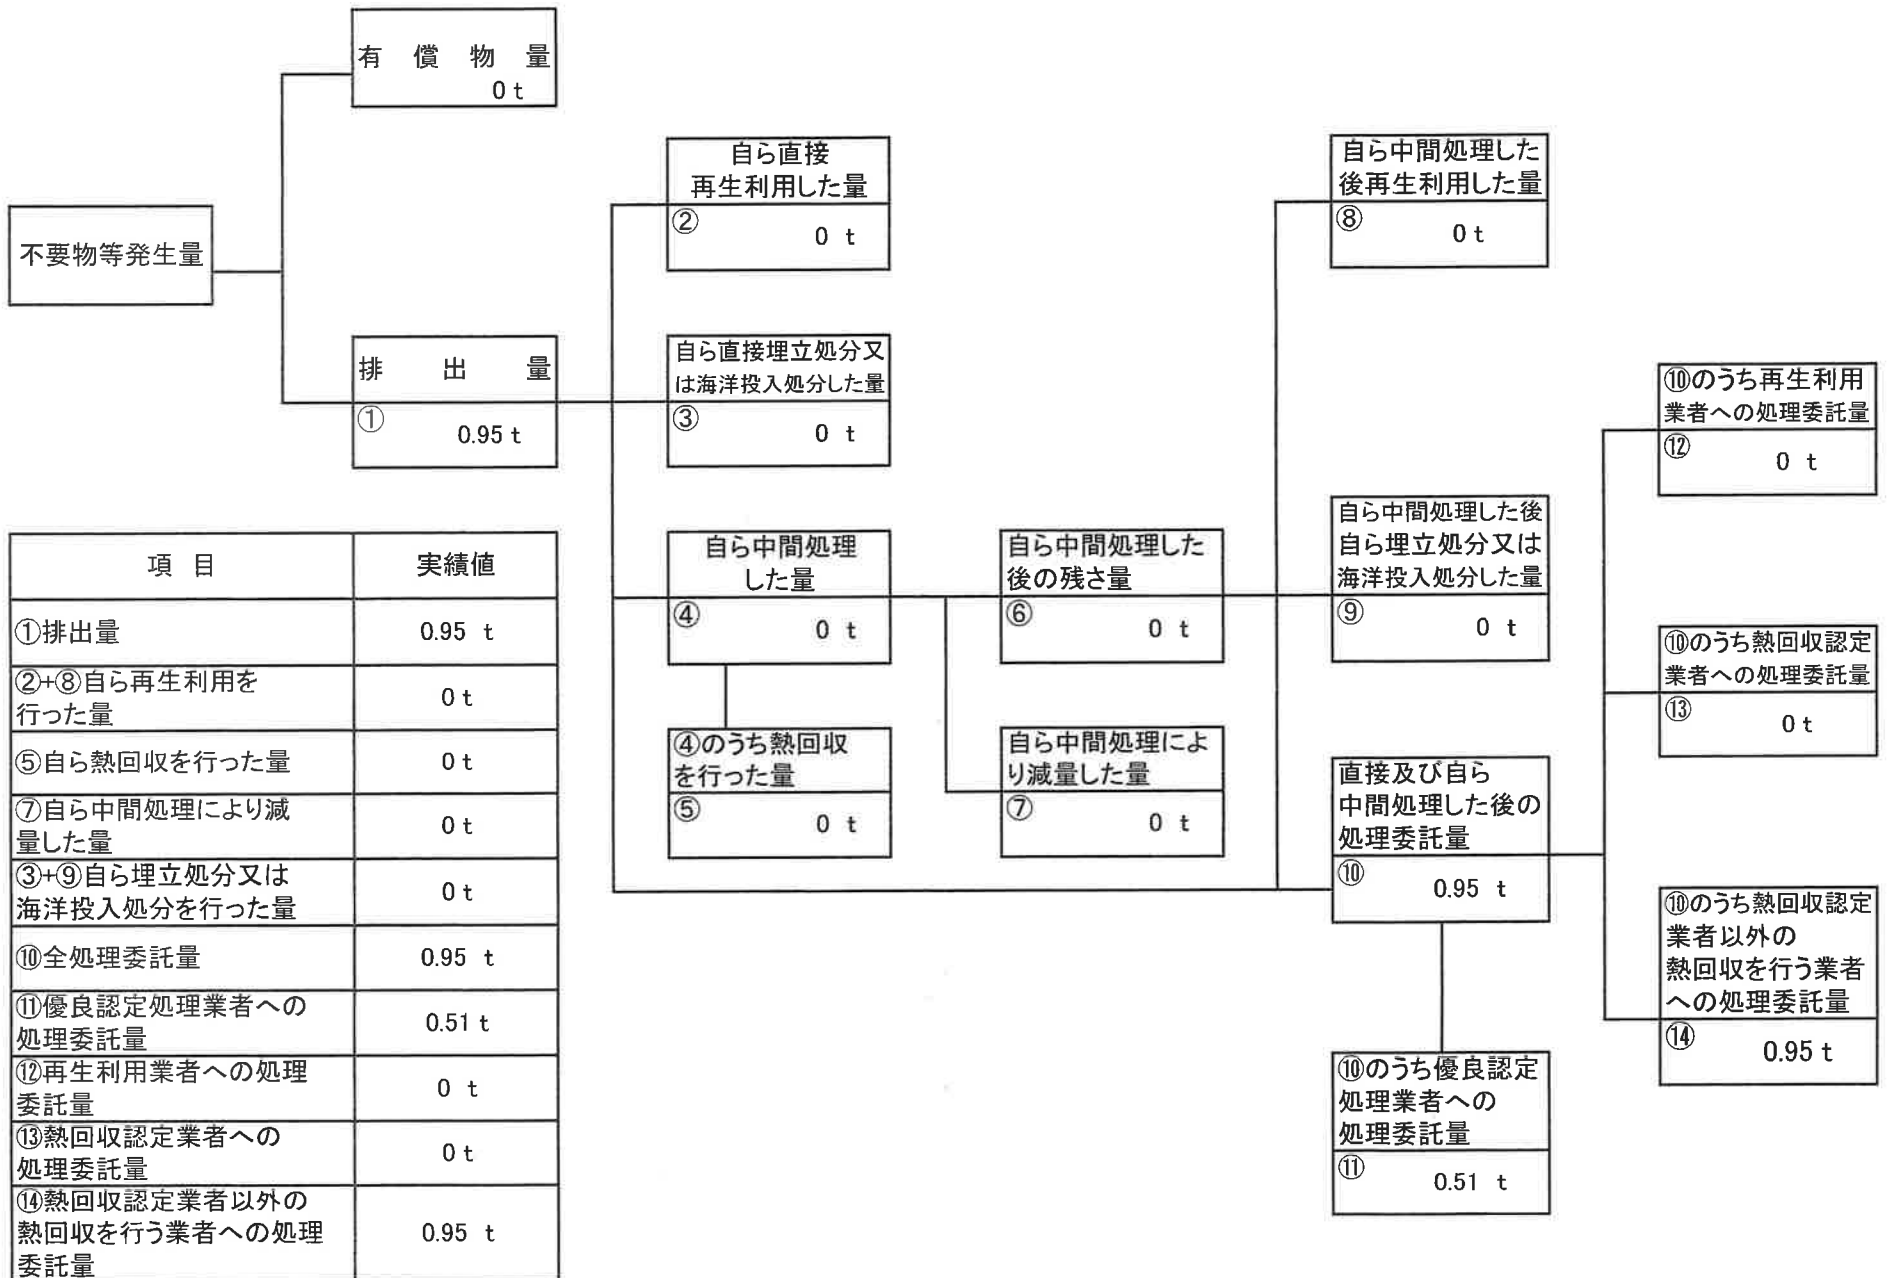 有償物量
0 t
不要物等発生量
排出量
①
0.95 t
自ら直接
再生利用した量
②
0 t
自ら直接埋立処分又
は海洋投入処分した量
③
0 t
自ら中間処理
した量
④
0 t
④のうち熱回収
を行った量
⑤
0 t
自ら中間処理した
後の残さ量
⑥
0 t
自ら中間処理によ
り減量した量
⑦
0 t
自ら中間処理した
後再生利用した量
⑧
0 t
自ら中間処理した後
自ら埋立処分又は
海洋投入処分した量
⑨
0 t
直接及び自ら
中間処理した後の
処理委託量
⑩
0.95 t
⑩のうち優良認定
処理業者への
処理委託量
⑪
0.51 t
⑩のうち再生利用
業者への処理委託量
⑫
0 t
⑩のうち熱回収認定
業者への処理委託量
⑬
0 t
⑩のうち熱回収認定
業者以外の
熱回収を行う業者
への処理委託量
⑭
0.95 t
項目 実績値
①排出量 0.95 t
②+⑧自ら再生利用を
行った量
0 t
⑤自ら熱回収を行った量 0 t
⑦自ら中間処理により減
量した量
0 t
③+⑨自ら埋立処分又は
海洋投入処分を行った量
0 t
⑩全処理委託量 0.95 t
⑪優良認定処理業者への
処理委託量
0.51 t
⑫再生利用業者への処理
委託量
0 t
⑬熱回収認定業者への
処理委託量
0 t
⑭熱回収認定業者以外の
熱回収を行う業者への処理
委託量
0.95 t